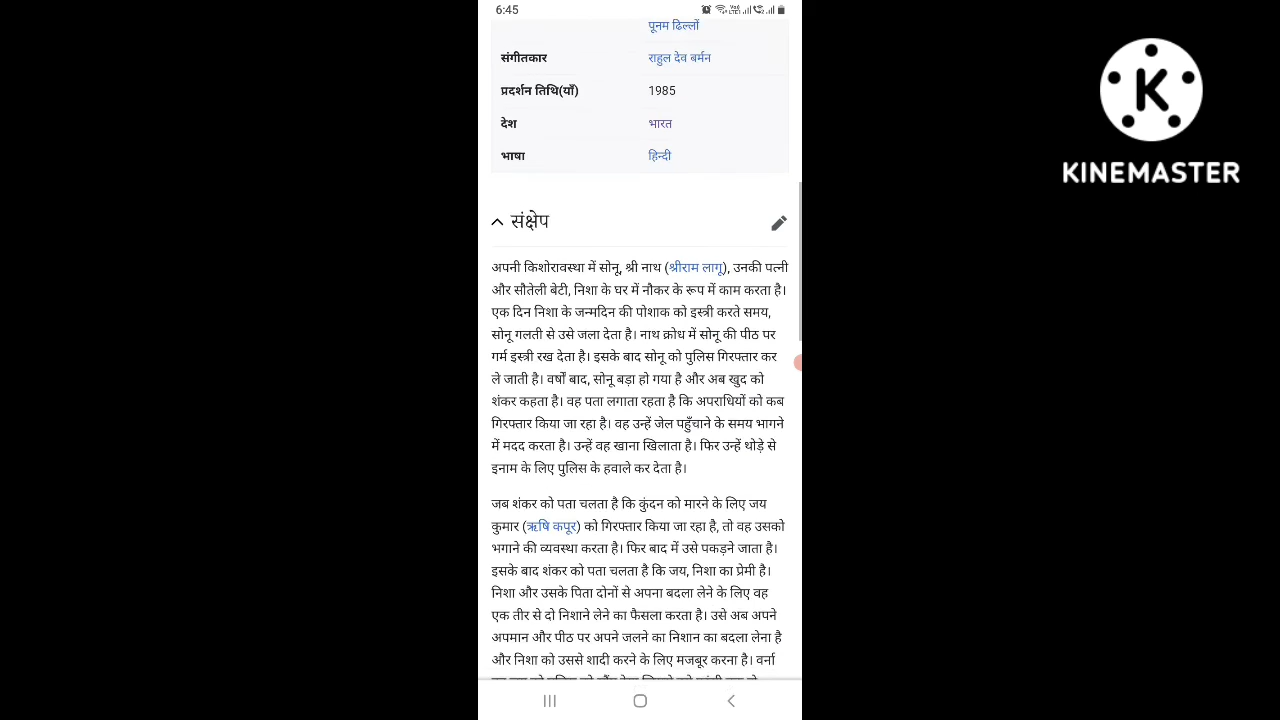 6:45
पूनम ढिल्लों
संगीतकार राहुल देव बर्मन
प्रदर्शन तिथि(याँ) 1985
देश भारत
भाषा हिन्दी
K
KINEMASTER
संक्षेप
अपनी किशोरावस्था में सोनू, श्री नाथ (श्रीराम लागू), उनकी पत्नी
और सौतेली बेटी, निशा के घर में नौकर के रूप में काम करता है।
एक दिन निशा के जन्मदिन की पोशाक को इस्त्री करते समय,
सोनू गलती से उसे जला देता है। नाथ क्रोध में सोनू की पीठ पर
गर्म इस्त्री रख देता है। इसके बाद सोनू को पुलिस गिरफ्तार कर
ले जाती है। वर्षों बाद, सोनू बड़ा हो गया है और अब खुद को
शंकर कहता है। वह पता लगाता रहता है कि अपराधियों को कब
गिरफ्तार किया जा रहा है। वह उन्हें जेल पहुँचाने के समय भागने
में मदद करता है। उन्हें वह खाना खिलाता है। फिर उन्हें थोड़े से
इनाम के लिए पुलिस के हवाले कर देता है।
जब शंकर को पता चलता है कि कुंदन को मारने के लिए जय
कुमार (ऋषि कपूर) को गिरफ्तार किया जा रहा है, तो वह उसको
भगाने की व्यवस्था करता है। फिर बाद में उसे पकड़ने जाता है।
इसके बाद शंकर को पता चलता है कि जय, निशा का प्रेमी है।
निशा और उसके पिता दोनों से अपना बदला लेने के लिए वह
एक तीर से दो निशाने लेने का फैसला करता है। उसे अब अपने
अपमान और पीठ पर अपने जलने का निशान का बदला लेना है
और निशा को उससे शादी करने के लिए मजबूर करना है। वर्ना